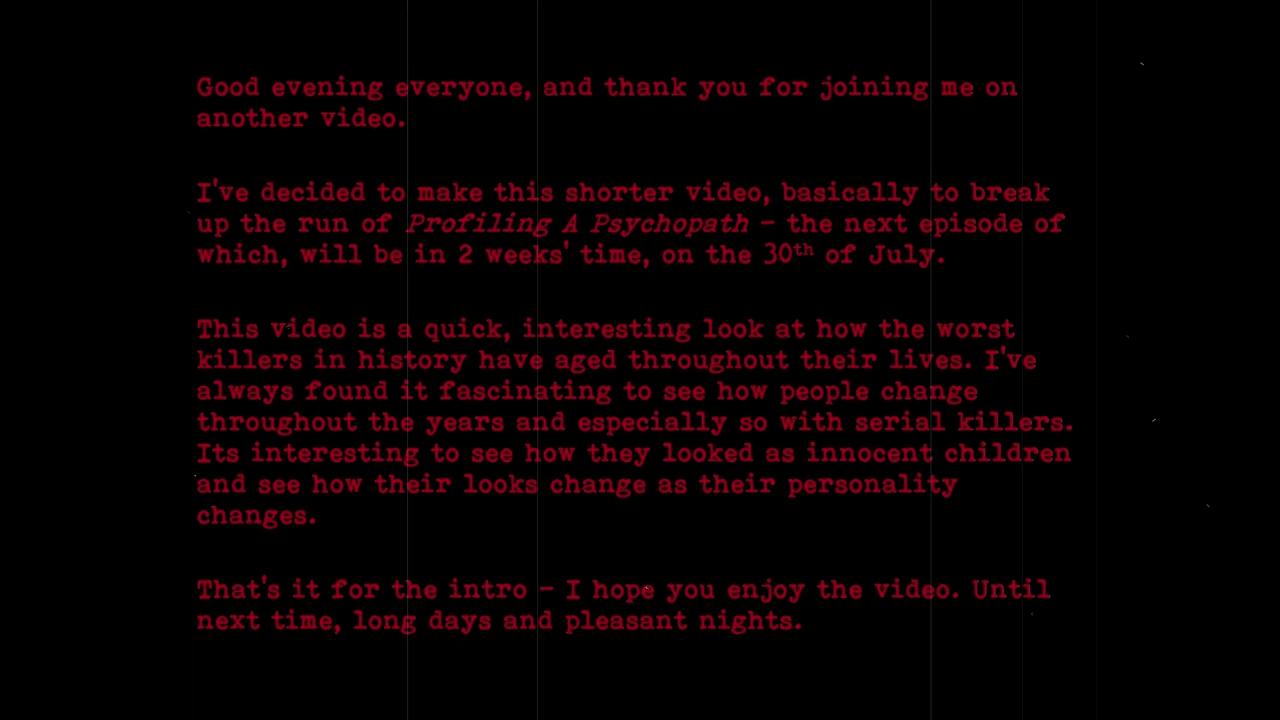 Good evening everyone, and thank you for joining me on
another video.
I've decided to make this shorter video, basically to break
up the run of Profiling A Psychopath – the next episode of
which, will be in 2 weeks' time, on the 30th of July.
This video is a quick, interesting look at how the worst
killers in history have aged throughout their lives. I've
always found it fascinating to see how people change
throughout the years and especially so with serial killers.
Its interesting to see how they looked as innocent children
and see how their looks change as their personality
changes.
That's it for the intro – I hope you enjoy the video. Until
next time, long days and pleasant nights.